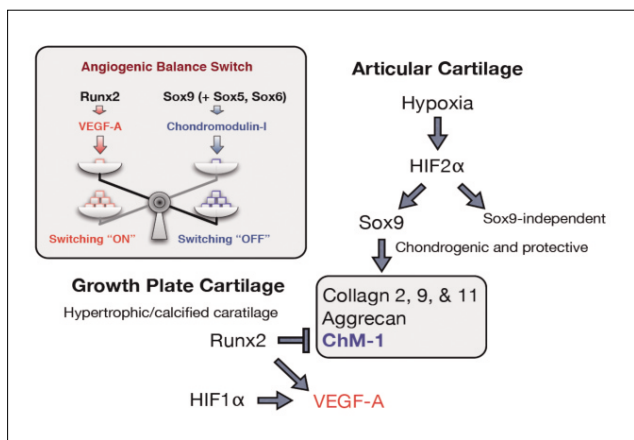 Angiogenic Balance Switch
Runx2
Sox9 (+ Sox5, Sox6)
VEGF-A
Chondromodulin-I
Switching “ON”
Switching “OFF”
Articular Cartilage
Hypoxia
HIF2α
Sox9
Sox9-independent
Chondrogenic and protective
Growth Plate Cartilage
Hypertrophic/calcified caratilage
Collagn 2, 9, & 11
Aggrecan
ChM-1
Runx2
HIF1α
VEGF-A